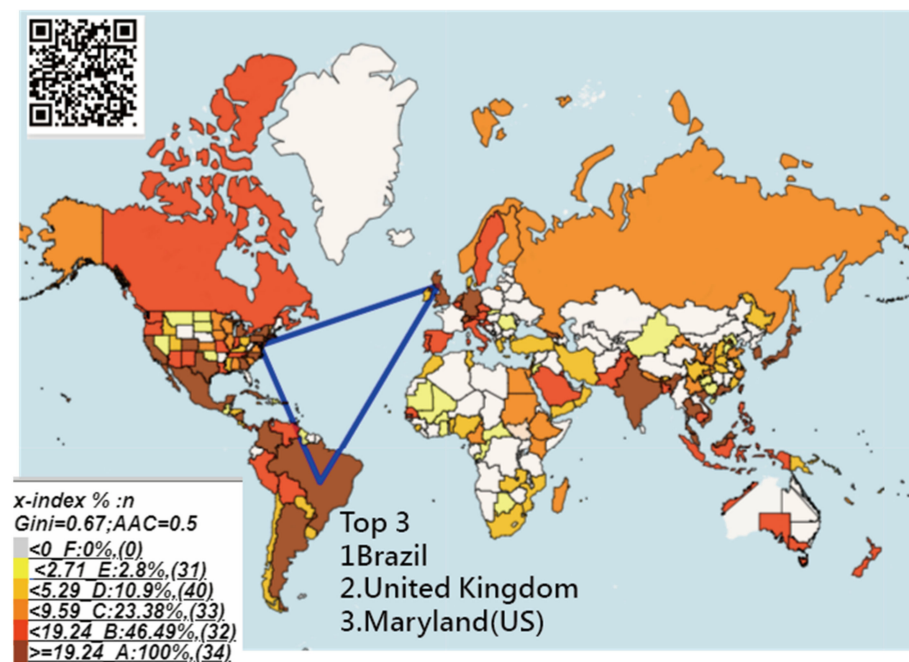 Top 3
1Brazil
2.United Kingdom
3.Maryland(US)
x-index % :n
Gini=0.67;AAC=0.5
<0_F:0%,(0)
<2.71_E:2.8%,(31)
<5.29_D:10.9%,(40)
<9.59_C:23.38%,(33)
<19.24_B:46.49%,(32)
>=19.24_A:100%,(34)